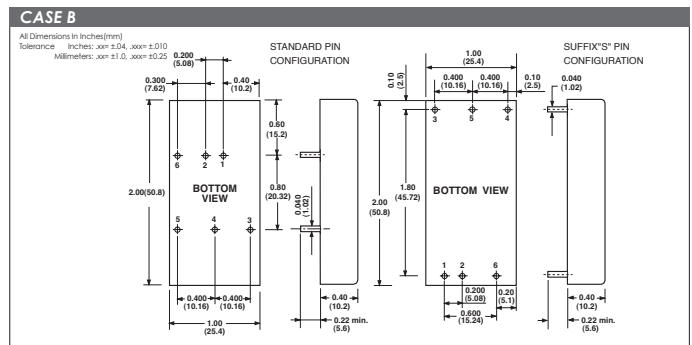 CASE B
All Dimensions In Inches(mm)
Tolerance Inches: .xx= ±.04, .xxx= ±.010
Millimeters: .xx= ±1.0, .xxx= ±0.25
STANDARD PIN
CONFIGURATION
0.200
(5.08)
0.300
(7.62)
0.40
(10.2)
0.60
(15.2)
6 2 1
2.00(50.8)
BOTTOM
VIEW
0.80
(20.32)
0.040
(1.02)
5 4 3
0.400
(10.16)
0.400
(10.16)
1.00
(25.4)
0.40
(10.2)
0.22 min.
(5.6)
SUFFIX"S" PIN
CONFIGURATION
1.00
(25.4)
0.10
(2.5)
0.400
(10.16)
0.400
(10.16)
0.10
(2.5)
0.040
(1.02)
3 5 4
2.00
(50.8)
1.80
(45.72)
BOTTOM VIEW
1 2 6
0.200
(5.08)
0.20
(5.1)
0.600
(15.24)
0.40
(10.2)
0.22 min.
(5.6)